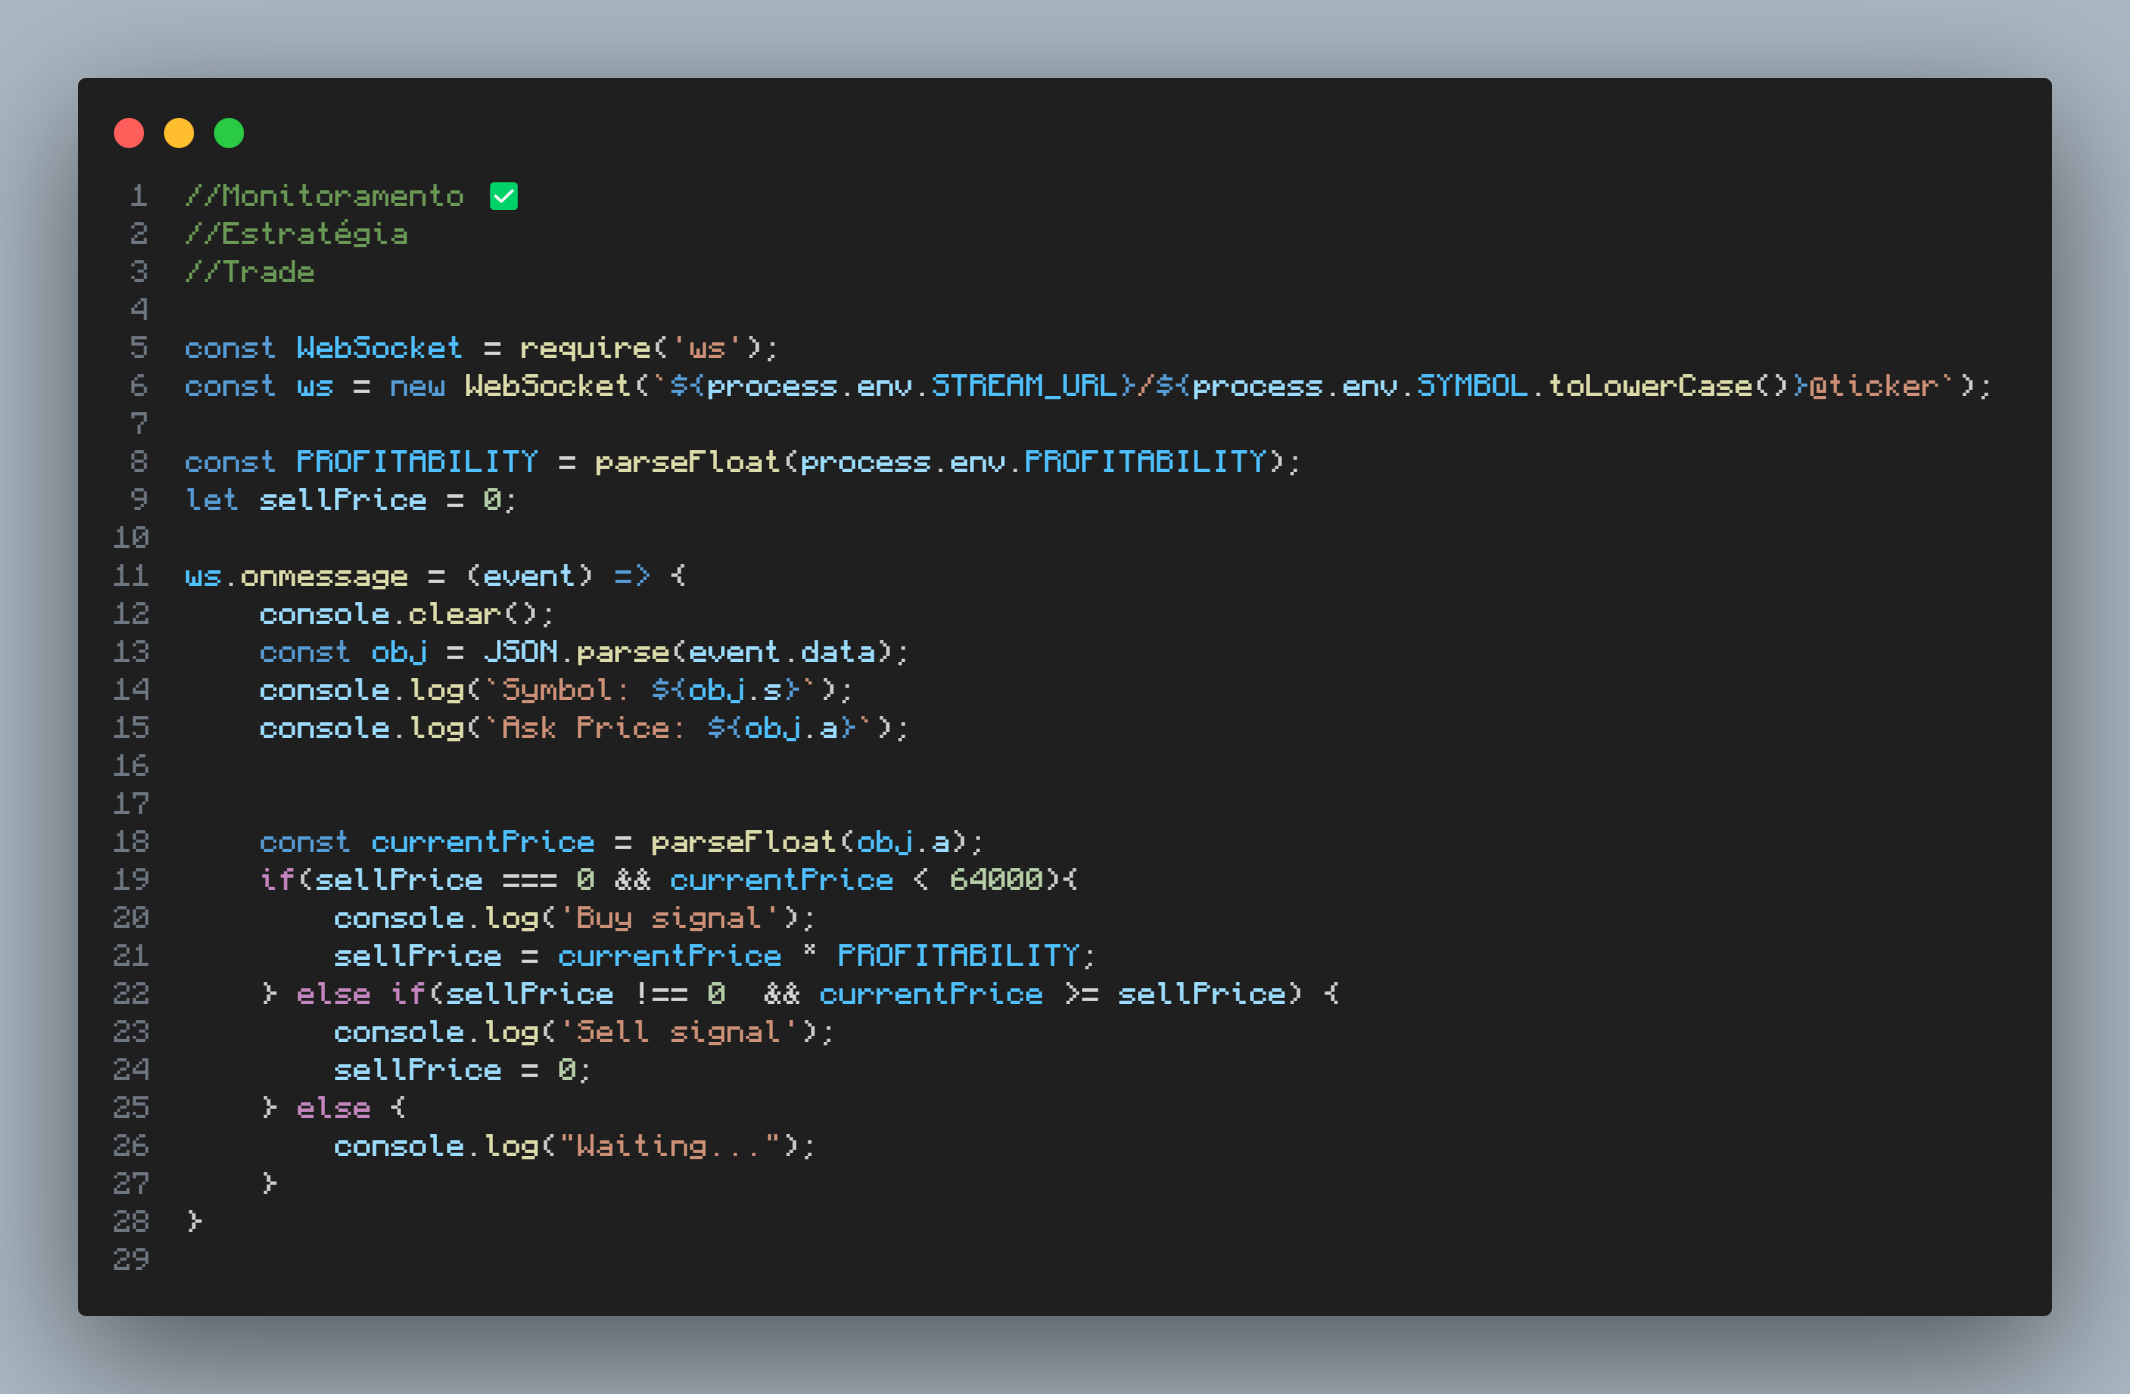 1 //Monitoramento ✅
2 //Estratégia
3 //Trade
4
5 const WebSocket = require('ws');
6 const ws = new WebSocket(`${process.env.STREAM_URL}/${process.env.SYMBOL.toLowerCase()}@ticker`);
7
8 const PROFITABILITY = parseFloat(process.env.PROFITABILITY);
9 let sellPrice = 0;
10
11 ws.onmessage = (event) => {
12     console.clear();
13     const obj = JSON.parse(event.data);
14     console.log(`Symbol: ${obj.s}`);
15     console.log(`Ask Price: ${obj.a}`);
16
17
18     const currentPrice = parseFloat(obj.a);
19     if(sellPrice === 0 && currentPrice < 64000){
20         console.log('Buy signal');
21         sellPrice = currentPrice * PROFITABILITY;
22     } else if(sellPrice !== 0  && currentPrice >= sellPrice) {
23         console.log('Sell signal');
24         sellPrice = 0;
25     } else {
26         console.log("Waiting...");
27     }
28 }
29